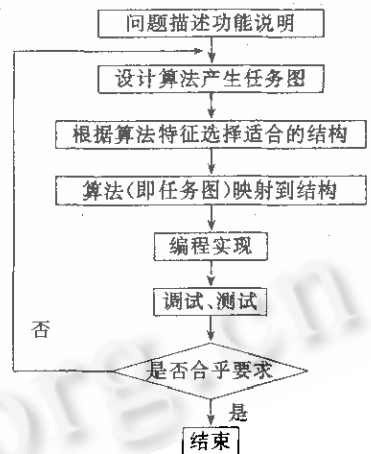 问题描述功能说明
设计算法产生任务图
根据算法特征选择适合的结构
算法(即任务图)映射到结构
编程实现
调试、测试
否
是否合乎要求
是
结束
org.cn